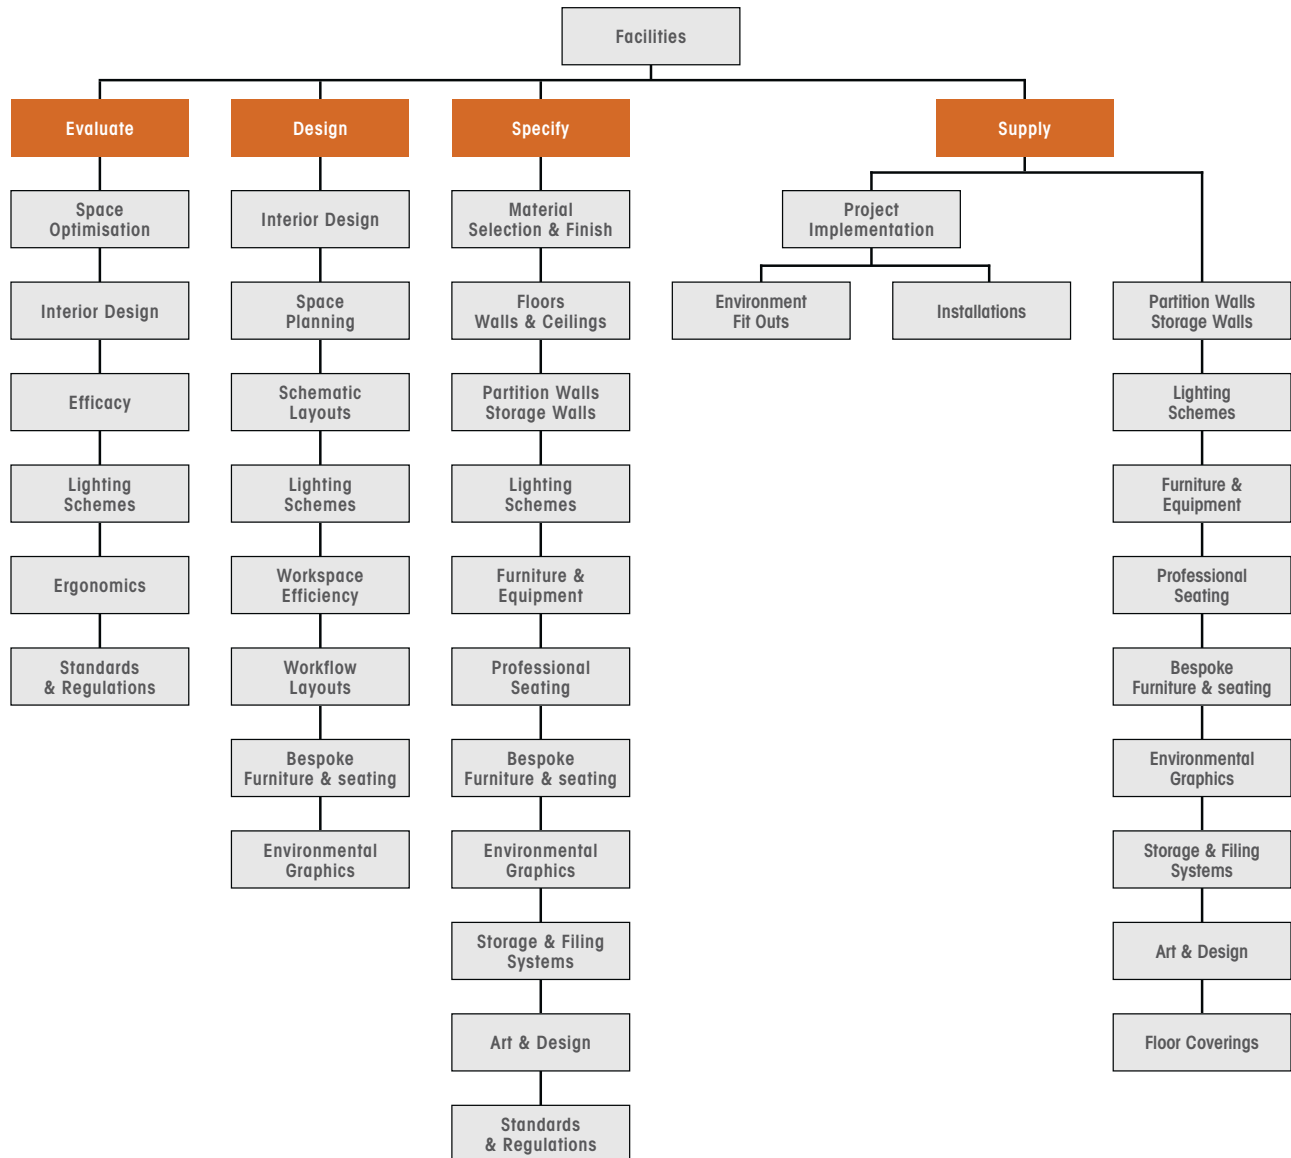 Facilities
Evaluate
Space
Optimisation
Interior Design
Efficacy
Lighting
Schemes
Ergonomics
Standards
& Regulations
Design
Interior Design
Space
Planning
Schematic
Layouts
Lighting
Schemes
Workspace
Efficiency
Workflow
Layouts
Bespoke
Furniture & seating
Environmental
Graphics
Specify
Material
Selection & Finish
Floors
Walls & Ceilings
Partition Walls
Storage Walls
Lighting
Schemes
Furniture &
Equipment
Professional
Seating
Bespoke
Furniture & seating
Environmental
Graphics
Storage & Filing
Systems
Art & Design
Standards
& Regulations
Supply
Project
Implementation
Environment
Fit Outs
Installations
Partition Walls
Storage Walls
Lighting
Schemes
Furniture &
Equipment
Professional
Seating
Bespoke
Furniture & seating
Environmental
Graphics
Storage & Filing
Systems
Art & Design
Floor Coverings